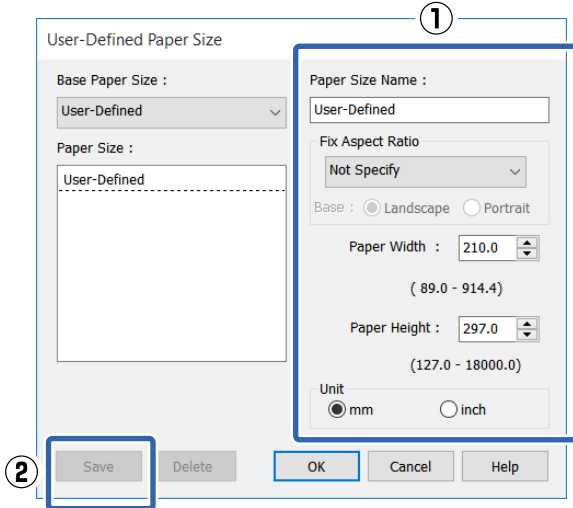 ①
User-Defined Paper Size
Base Paper Size :
User-Defined
Paper Size :
User-Defined
Paper Size Name :
User-Defined
Fix Aspect Ratio
Not Specify
Base : Landscape Portrait
Paper Width : 210.0
( 89.0 - 914.4)
Paper Height : 297.0
(127.0 - 18000.0)
Unit
mm inch
②
Save Delete OK Cancel Help